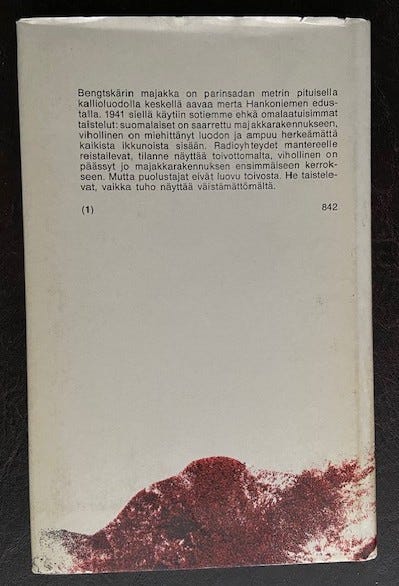 Bengtskärin majakka on parinsadan metrin pituisella
kallioluodolla keskellä aavaa merta Hankoniemen edus-
talla. 1941 siellä käytiin sotiemme ehkä omalaatuisimmat
taistelut: suomalaiset on saarrettu majakkarakennukseen,
vihollinen on miehittänyt luodon ja ampuu herkeämättä
kaikista ikkunoista sisään. Radioyhteydet mantereelle
reistailevat, tilanne näyttää toivottomalta, vihollinen on
päässyt jo majakkarakennuksen ensimmäiseen kerrok-
seen. Mutta puolustajat eivät luovu toivosta. He taistele-
vat, vaikka tuho näyttää väistämättömältä.
(1) 842